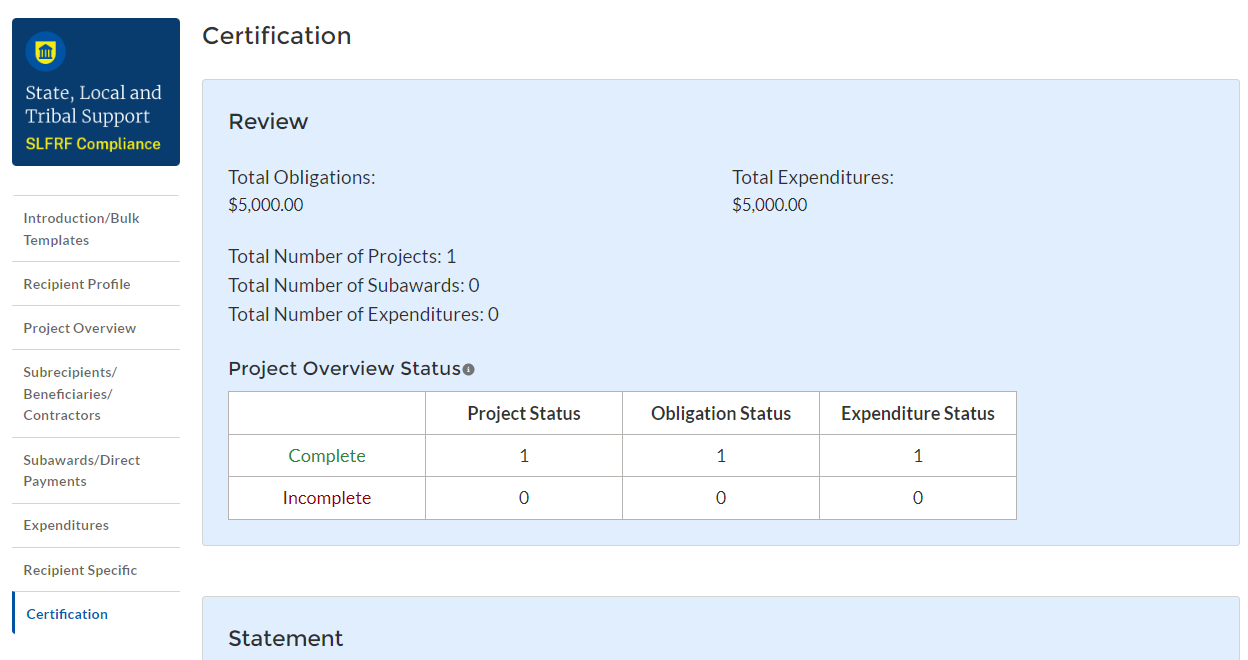 State, Local and
Tribal Support
SLFRF Compliance
Introduction/Bulk
Templates
Recipient Profile
Project Overview
Subrecipients/
Beneficiaries/
Contractors
Subawards/Direct
Payments
Expenditures
Recipient Specific
Certification
Certification
Review
Total Obligations: Total Expenditures:
$5,000.00 $5,000.00
Total Number of Projects: 1
Total Number of Subawards: 0
Total Number of Expenditures: 0
Project Overview Status
Project Status Obligation Status Expenditure Status
Complete 1 1 1
Incomplete 0 0 0
Statement